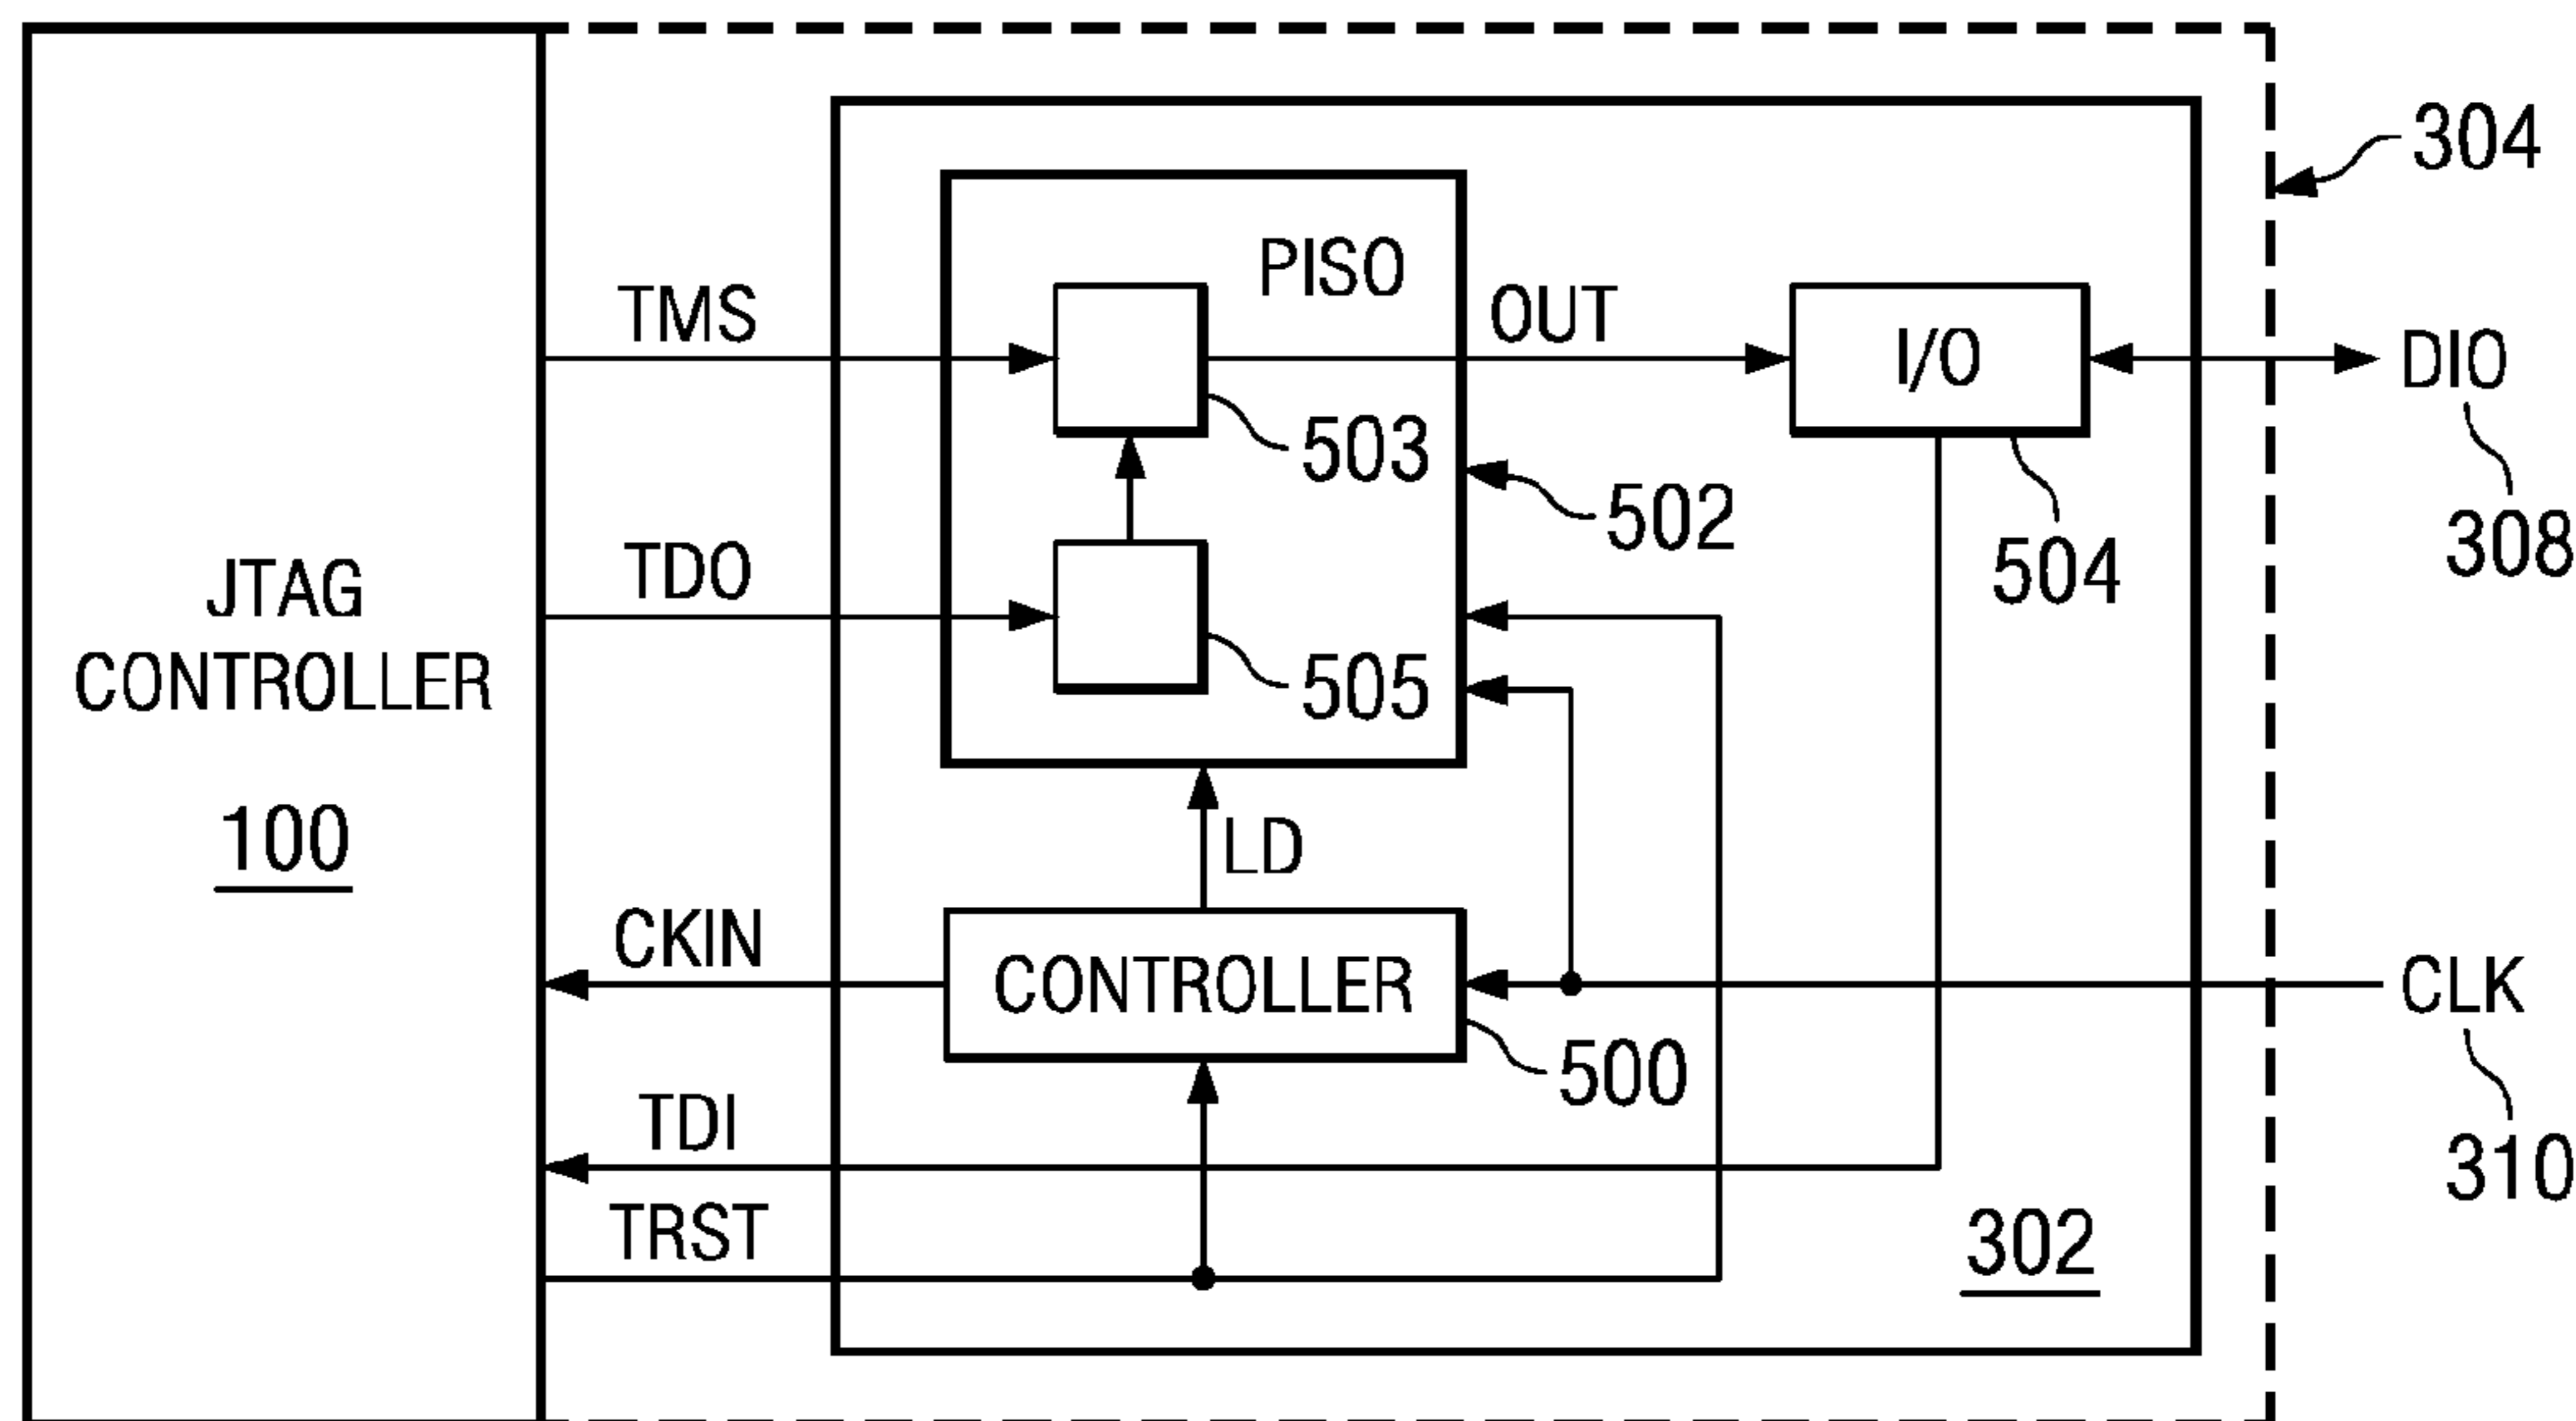 304
PISO
TMS
OUT
I/O
DIO
503
502
308
TDO
504
JTAG
CONTROLLER
505
100
LD
CKIN
CONTROLLER
CLK
500
TDI
310
TRST
302